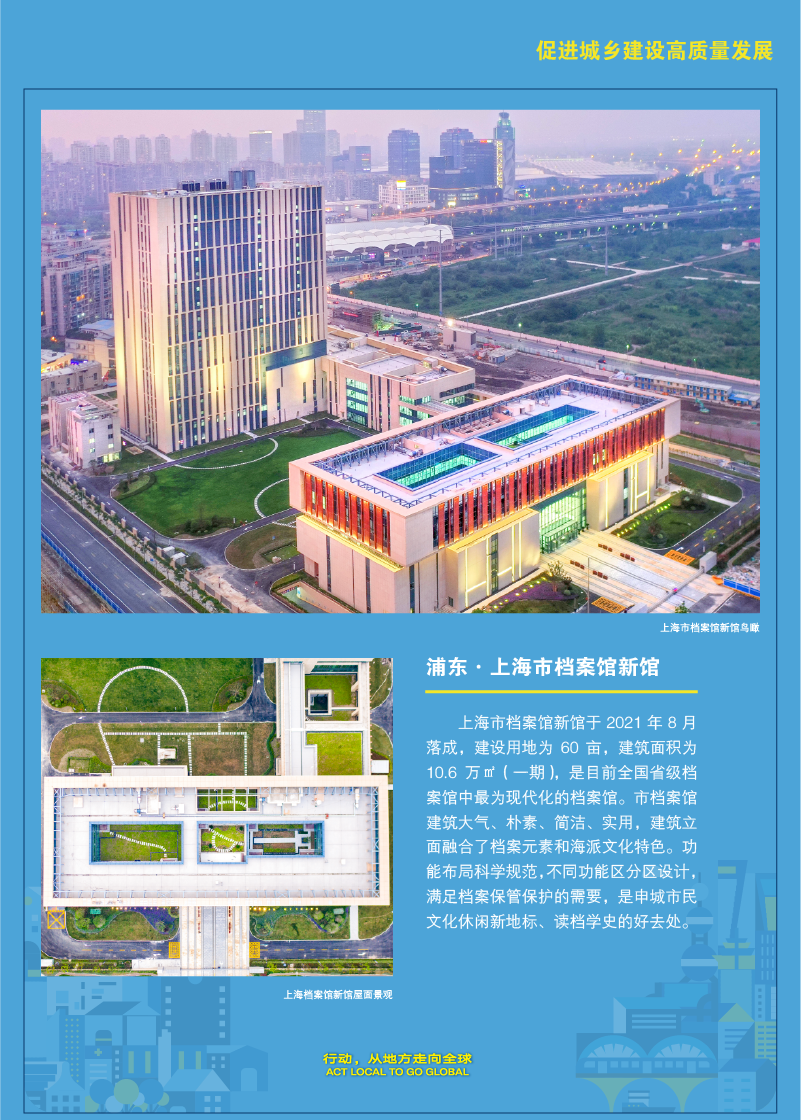 促进城乡建设高质量发展
上海市档案馆新馆鸟瞰
浦东·上海市档案馆新馆
上海市档案馆新馆于 2021 年 8 月
落成，建设用地为 60 亩，建筑面积为
10.6 万㎡（一期），是目前全国省级档
案馆中最为现代化的档案馆。市档案馆
建筑大气、朴素、简洁、实用，建筑立
面融合了档案元素和海派文化特色。功
能布局科学规范，不同功能区分区设计，
满足档案保管保护的需要，是申城市民
文化休闲新地标、读档学史的好去处。
上海档案馆新馆屋面景观
行动，从地方走向全球
ACT LOCAL TO GO GLOBAL